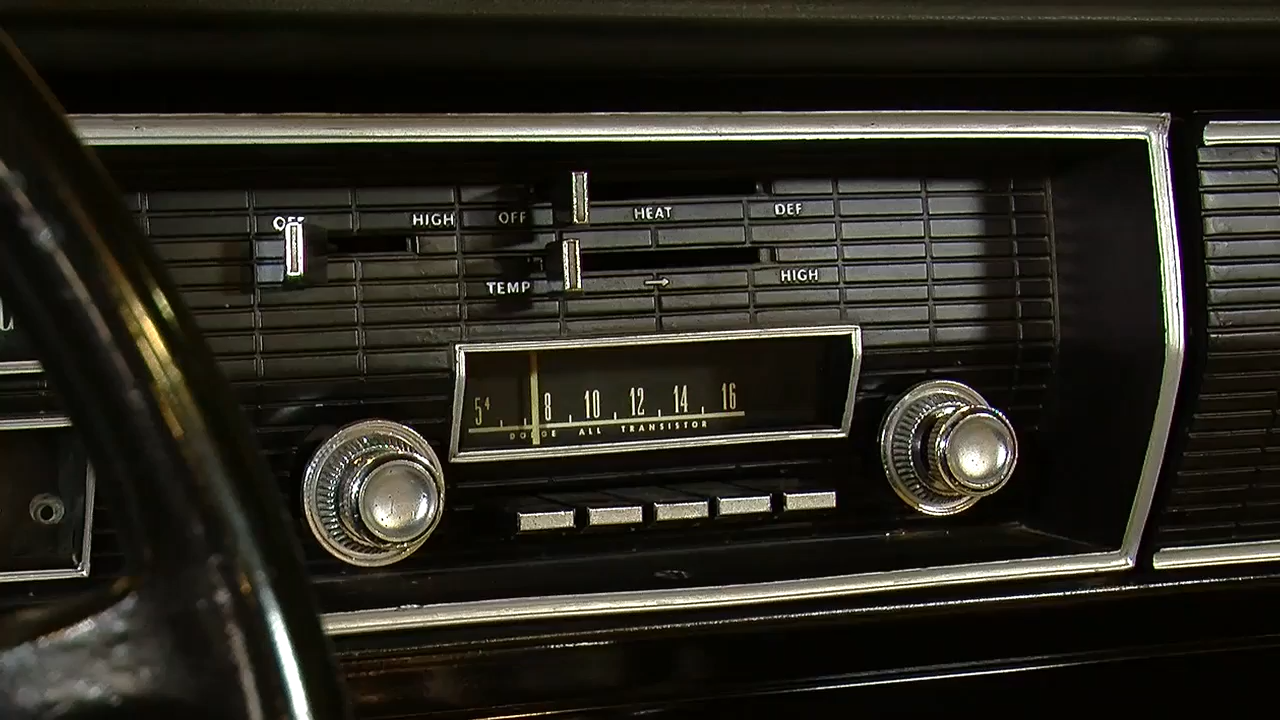 OFF HIGH OFF HEAT DEF
TEMP → HIGH
5⁴ 8 10 12 14 16
DODGE ALL TRANSISTOR